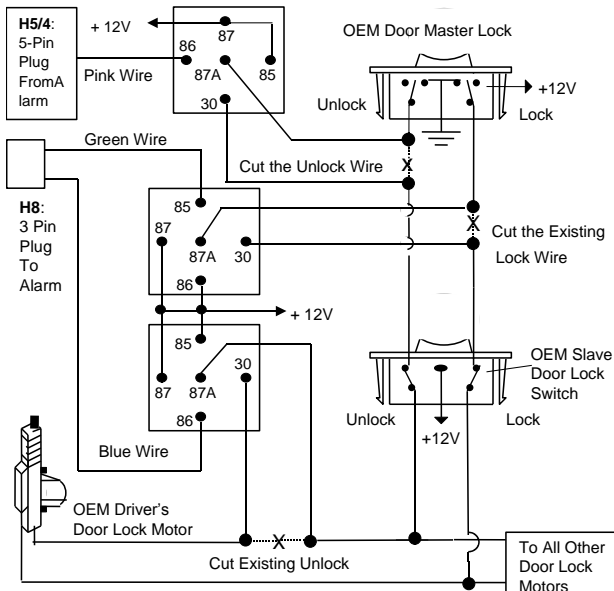 H5/4:
5-Pin
Plug
FromA
larm
+ 12V
87
86
87A
85
30
Pink Wire
OEM Door Master Lock
+12V
Unlock
Lock
Green Wire
Cut the Unlock Wire
X
H8:
3 Pin
Plug
To
Alarm
85
87
87A
30
86
X
Cut the Existing
Lock Wire
+ 12V
85
30
87
87A
86
OEM Slave
Door Lock
Switch
Unlock
Lock
+12V
Blue Wire
OEM Driver's
Door Lock Motor
X
Cut Existing Unlock
To All Other
Door Lock
Motors